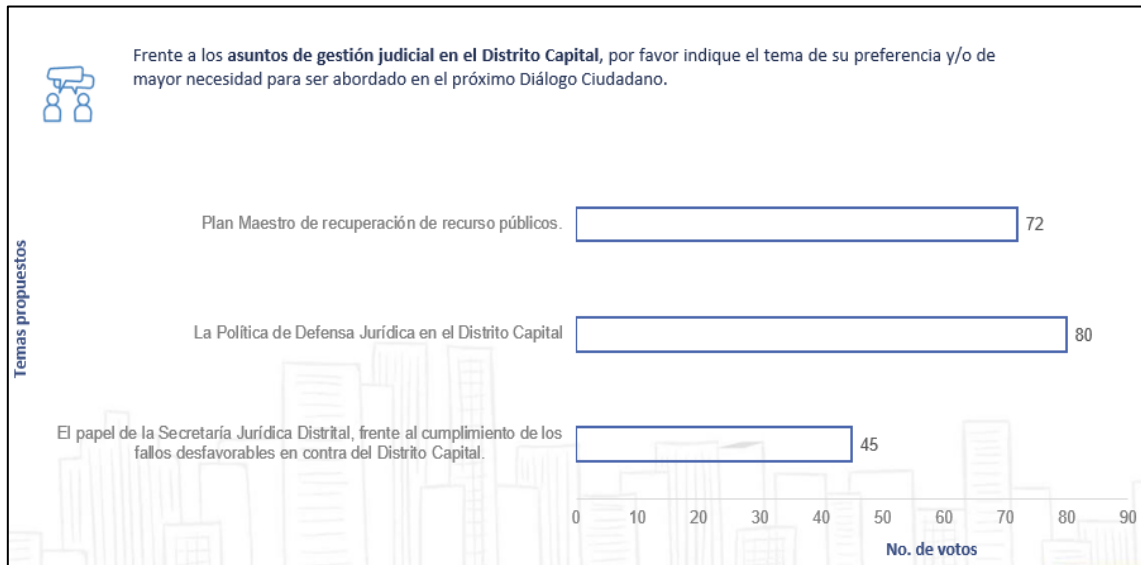 Frente a los asuntos de gestión judicial en el Distrito Capital, por favor indique el tema de su preferencia y/o de
mayor necesidad para ser abordado en el próximo Diálogo Ciudadano.
Temas propuestos
Plan Maestro de recuperación de recurso públicos.
72
La Política de Defensa Jurídica en el Distrito Capital
80
El papel de la Secretaría Jurídica Distrital, frente al cumplimiento de los
fallos desfavorables en contra del Distrito Capital.
45
0 10 20 30 40 50 60 70 80 90
No. de votos